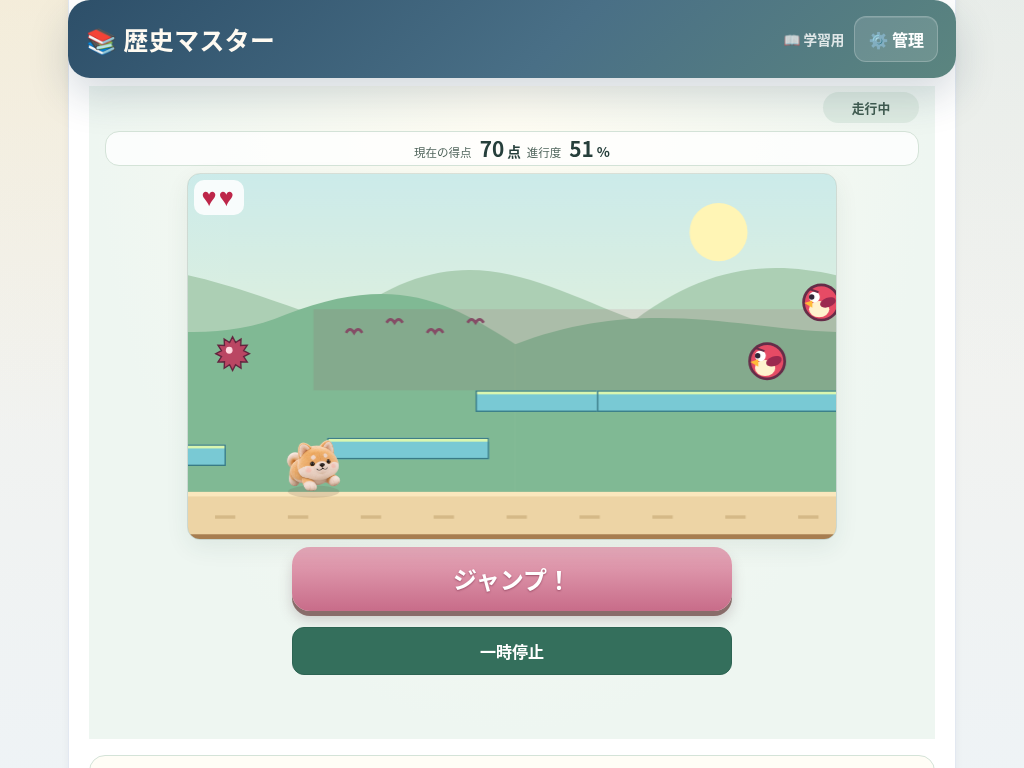 歴史マスター
学習用
管理
走行中
現在の得点 70 点 進行度 51 %
ジャンプ！
一時停止